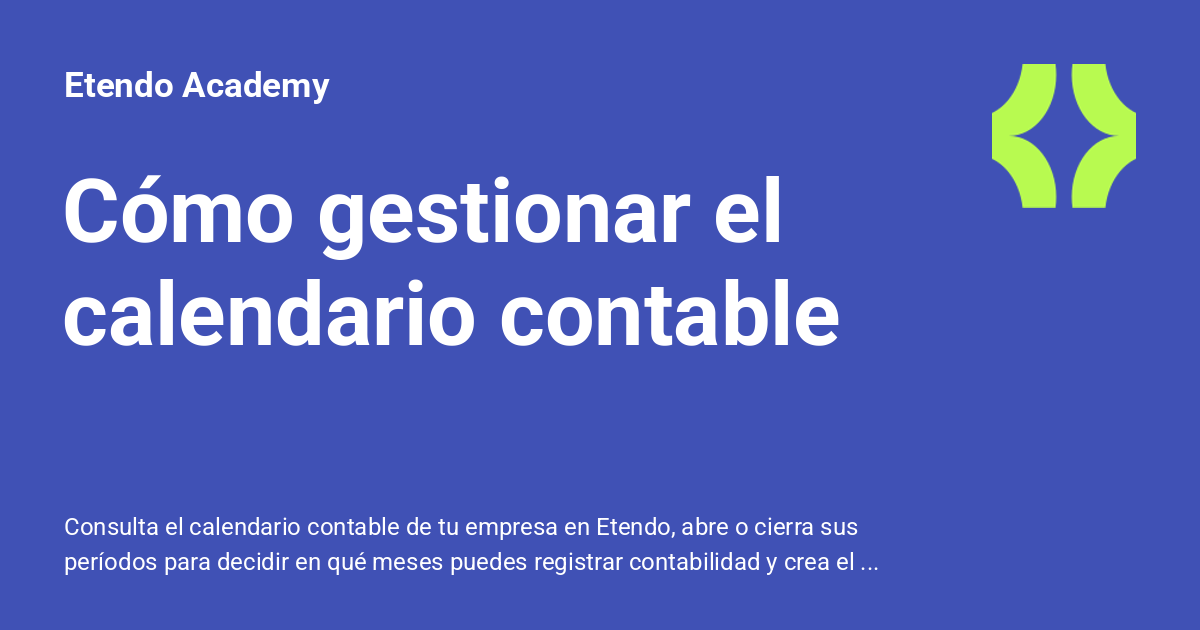 Etendo Academy
Cómo gestionar el
calendario contable
Consulta el calendario contable de tu empresa en Etendo, abre o cierra sus
períodos para decidir en qué meses puedes registrar contabilidad y crea el ...